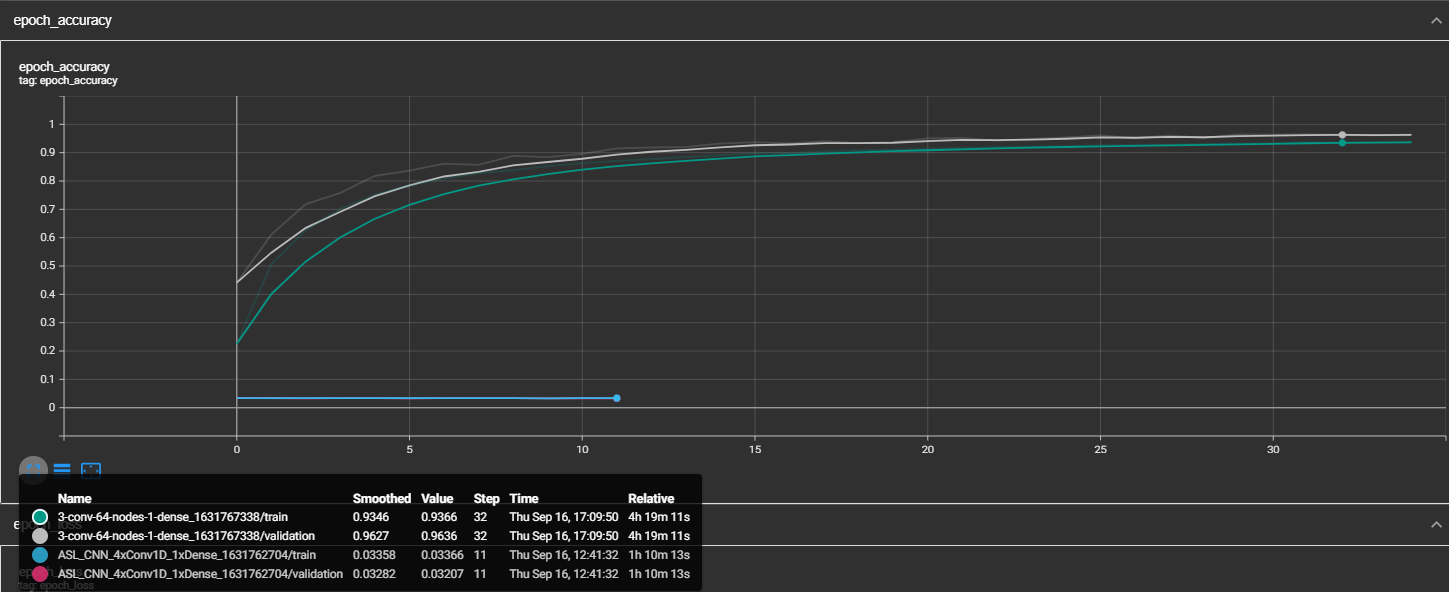 epoch_accuracy
epoch_accuracy
tag: epoch_accuracy
1
0.9
0.8
0.7
0.6
0.5
0.4
0.3
0.2
0.1
0
0 5 10 15 20 25 30
Name Smoothed Value Step Time Relative
3-conv-64-nodes-1-dense_1631767338/train 0.9346 0.9366 32 Thu Sep 16, 17:09:50 4h 19m 11s
epoch_loss
3-conv-64-nodes-1-dense_1631767338/validation 0.9627 0.9636 32 Thu Sep 16, 17:09:50 4h 19m 11s
ASL_CNN_4xConv1D_1xDense_1631762704/train 0.03358 0.03366 11 Thu Sep 16, 12:41:32 1h 10m 13s
epoch_loss
ASL_CNN_4xConv1D_1xDense_1631762704/validation 0.03282 0.03207 11 Thu Sep 16, 12:41:32 1h 10m 13s
tag: epoch_loss